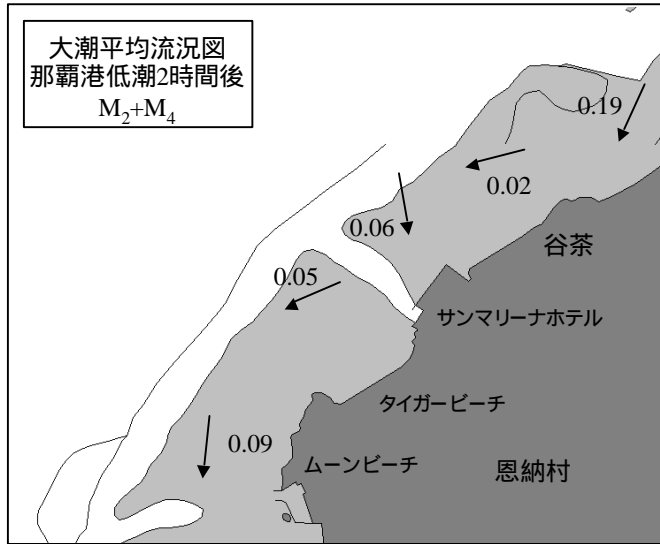 大潮平均流況図
那覇港低潮2時間後
M₂+M₄
0.19
0.02
0.06
谷茶
0.05
サンマリーナホテル
タイガービーチ
0.09
ムーンビーチ
恩納村